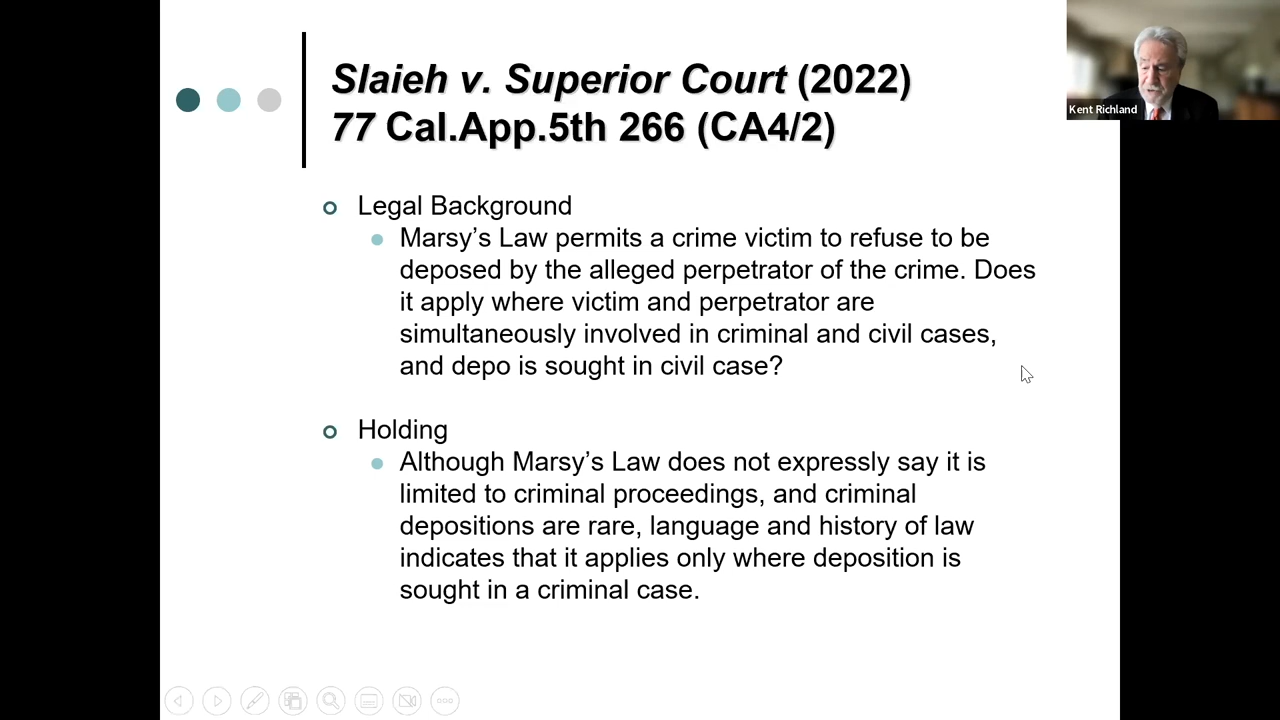 Slaieh v. Superior Court (2022)
77 Cal.App.5th 266 (CA4/2)
Kent Richland
Legal Background
Marsy's Law permits a crime victim to refuse to be
deposed by the alleged perpetrator of the crime. Does
it apply where victim and perpetrator are
simultaneously involved in criminal and civil cases,
and depo is sought in civil case?
Holding
Although Marsy's Law does not expressly say it is
limited to criminal proceedings, and criminal
depositions are rare, language and history of law
indicates that it applies only where deposition is
sought in a criminal case.